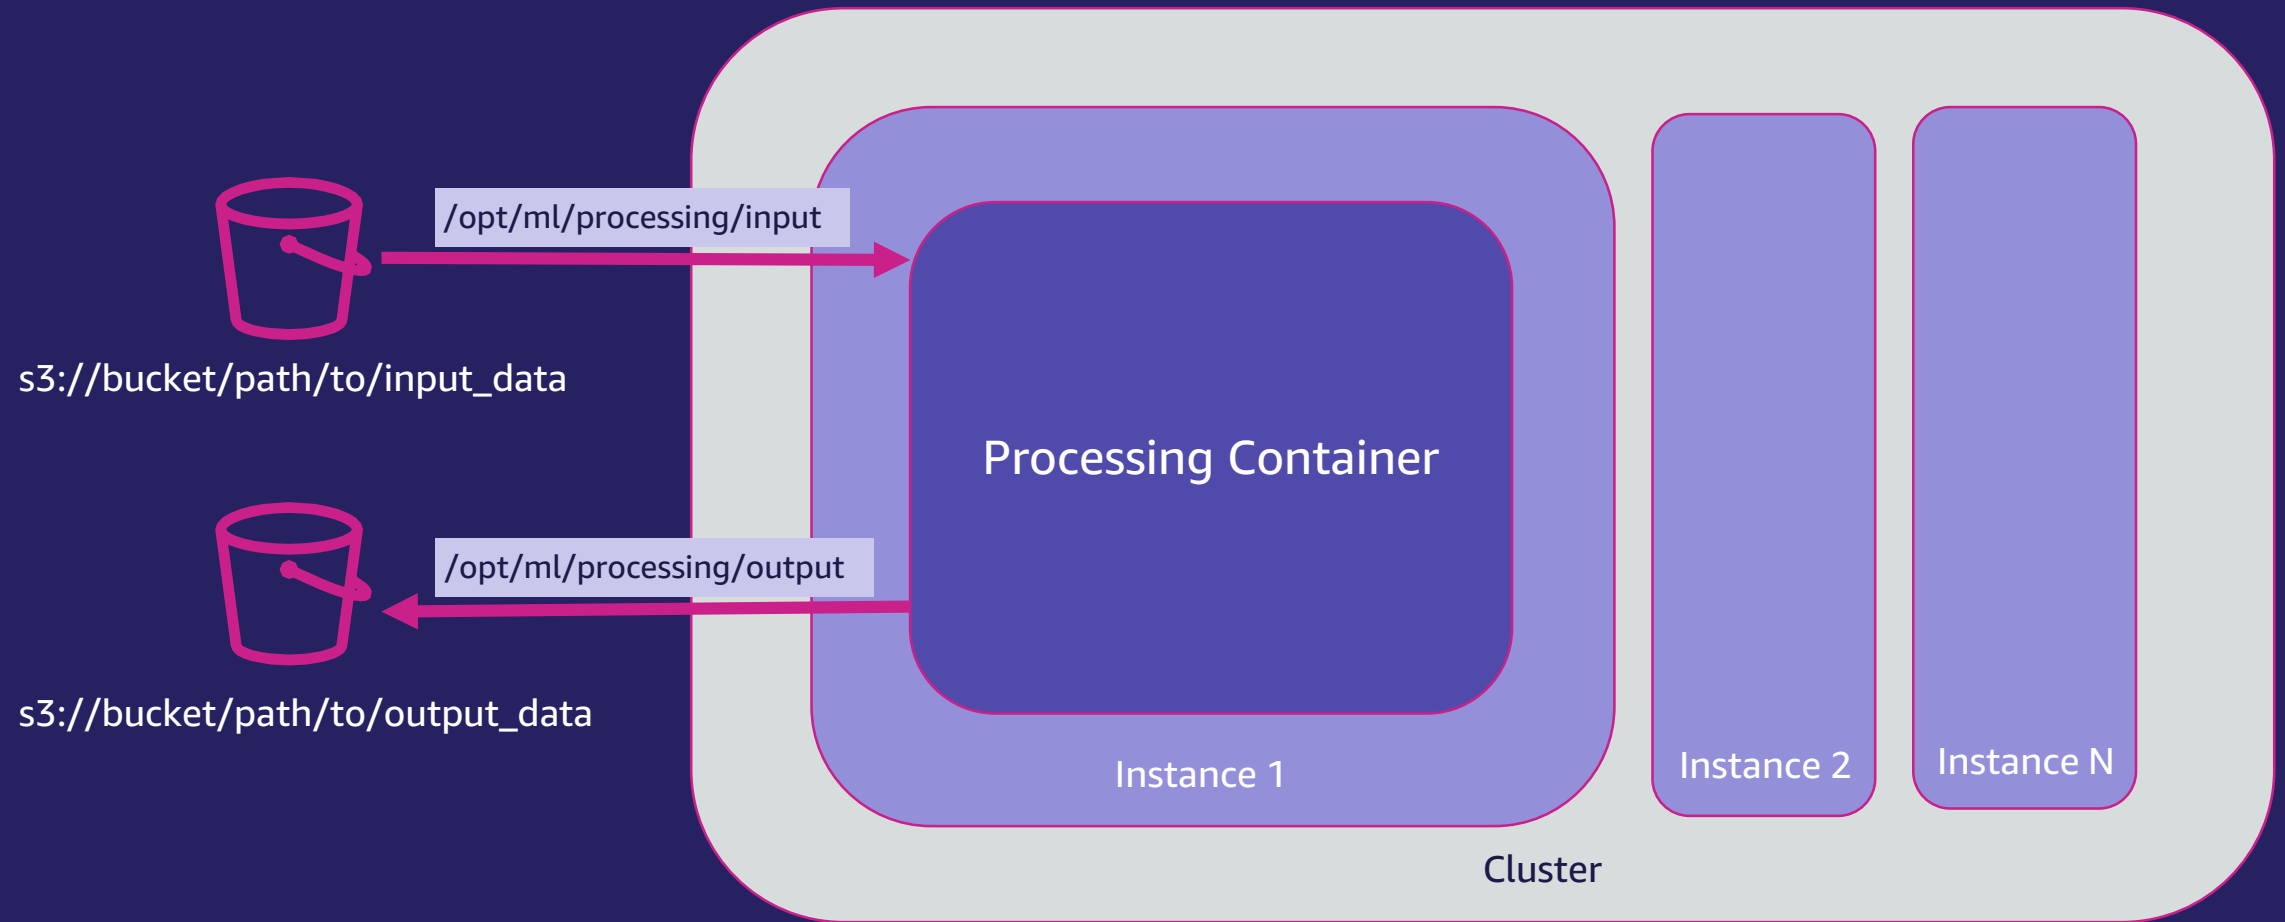 /opt/ml/processing/input
s3://bucket/path/to/input_data
Processing Container
/opt/ml/processing/output
s3://bucket/path/to/output_data
Instance 1
Instance 2
Instance N
Cluster